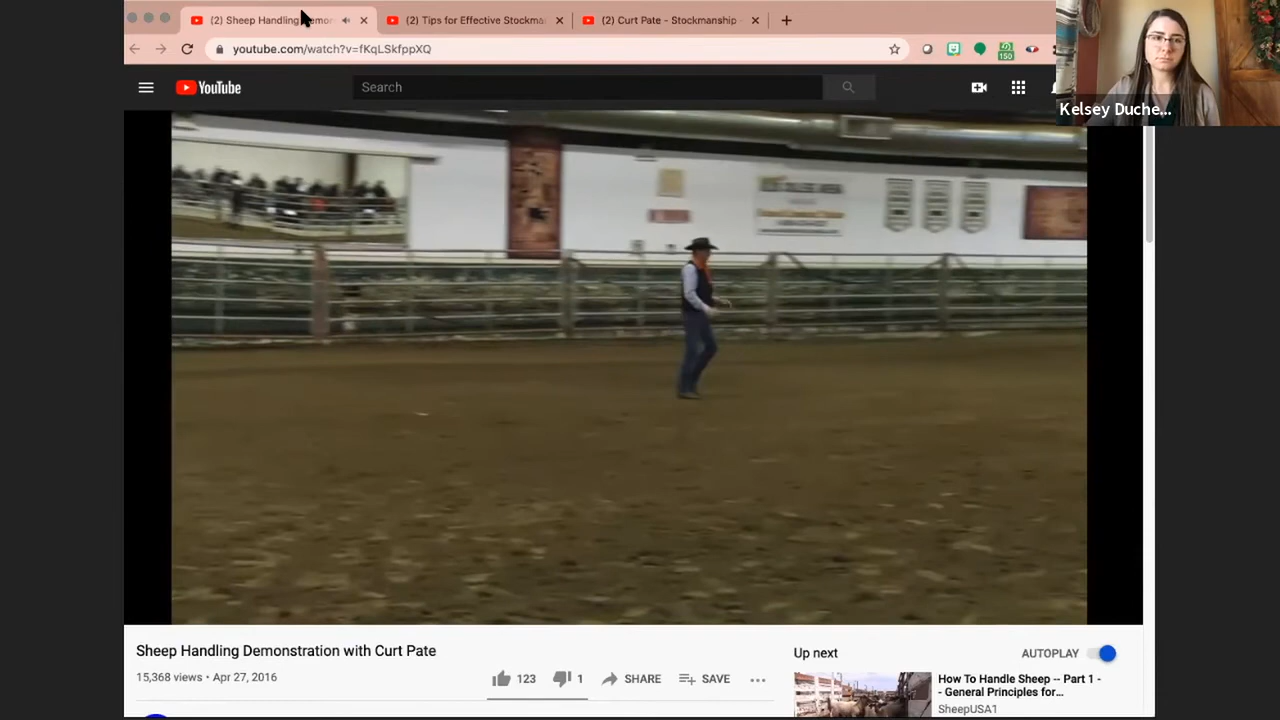 (2) Sheep Handling Demon
(2) Tips for Effective Stockma
(2) Curt Pate - Stockmanship -
youtube.com/watch?v=fKqLSkfppXQ
150
YouTube
Search
Kelsey Duche...
Sheep Handling Demonstration with Curt Pate
15,368 views • Apr 27, 2016
123
1
SHARE
SAVE
Up next
AUTOPLAY
How To Handle Sheep -- Part 1 -
- General Principles for...
SheepUSA1